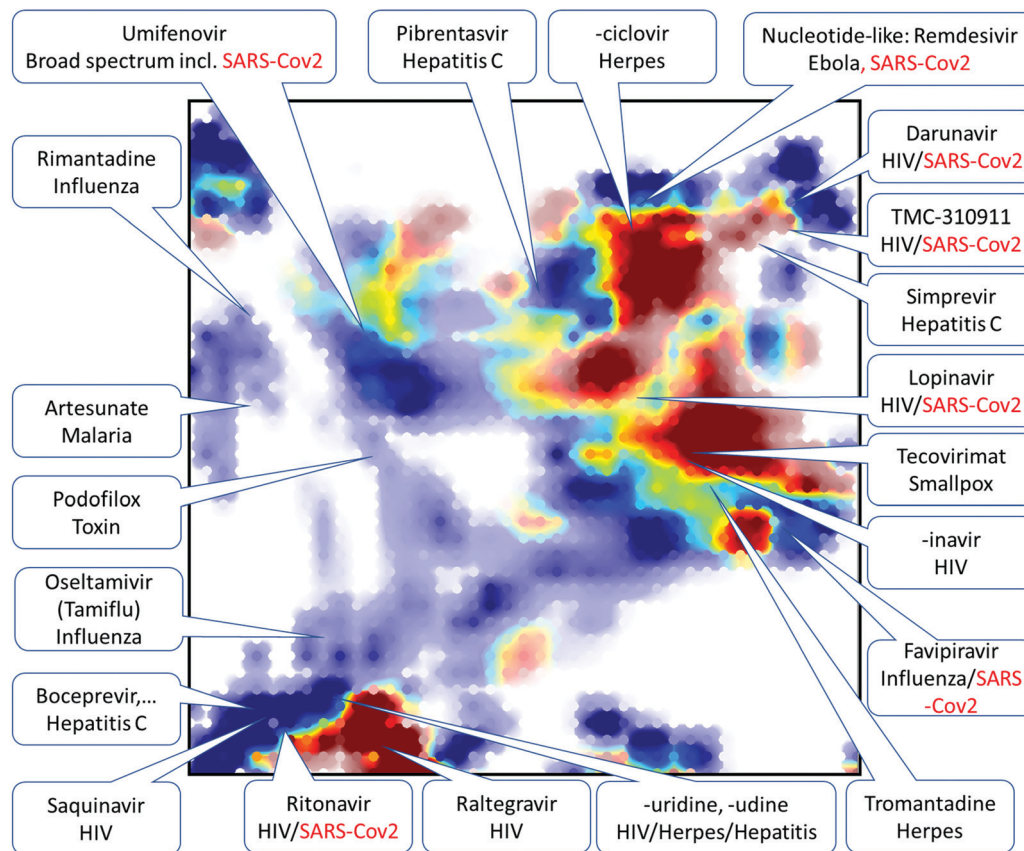 Umifenovir
Broad spectrum incl. SARS-Cov2
Pibrentasvir
Hepatitis C
-ciclovir
Herpes
Nucleotide-like: Remdesivir
Ebola, SARS-Cov2
Rimantadine
Influenza
Darunavir
HIV/SARS-Cov2
TMC-310911
HIV/SARS-Cov2
Simprevir
Hepatitis C
Artesunate
Malaria
Lopinavir
HIV/SARS-Cov2
Tecovirimat
Smallpox
Podofilox
Toxin
-inavir
HIV
Oseltamivir
(Tamiflu)
Influenza
Favipiravir
Influenza/SARS
-Cov2
Boceprevir,...
Hepatitis C
Saquinavir
HIV
Ritonavir
HIV/SARS-Cov2
Raltegravir
HIV
-uridine, -udine
HIV/Herpes/Hepatitis
Tromantadine
Herpes